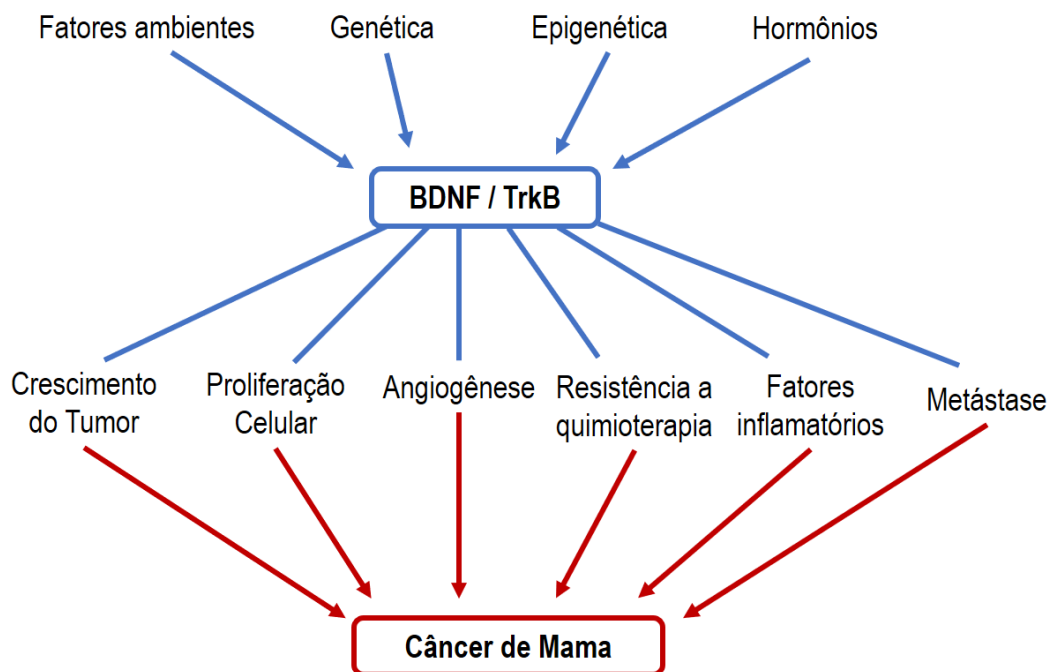 Fatores ambientes
Genética
Epigenética
Hormônios
BDNF / TrkB
Crescimento
do Tumor
Proliferação
Celular
Angiogênese
Resistência a
quimioterapia
Fatores
inflamatórios
Metástase
Câncer de Mama